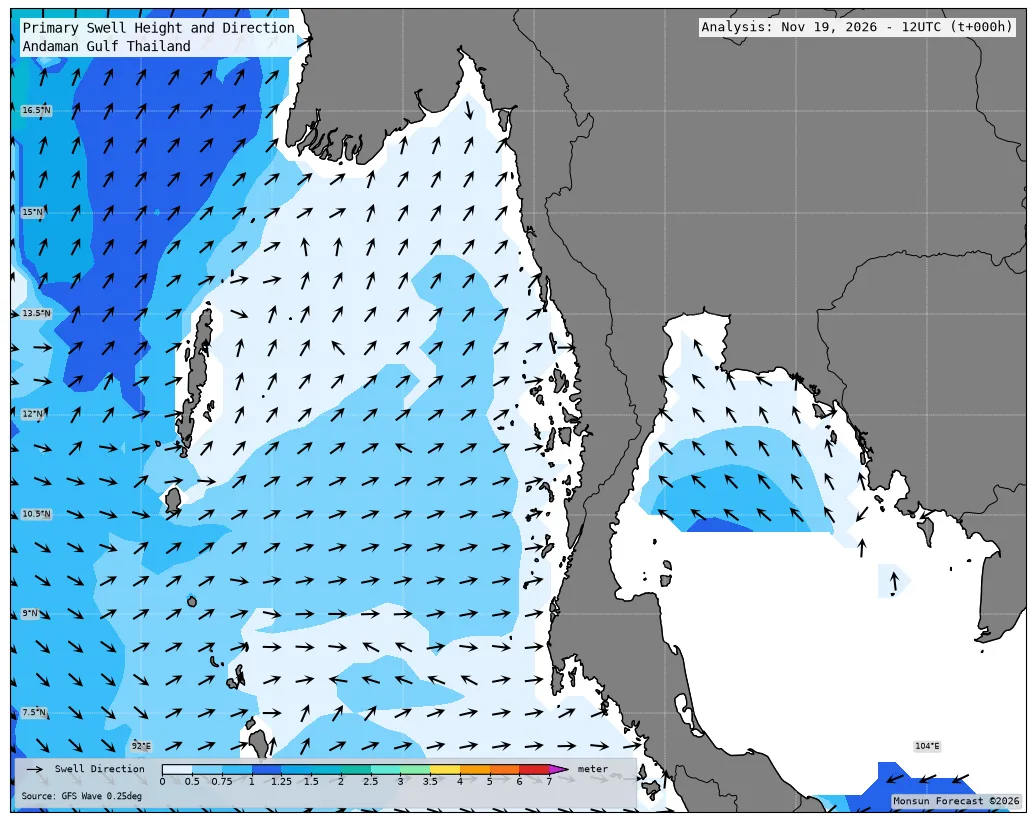 Primary Swell Height and Direction
Andaman Gulf Thailand
Analysis: Nov 19, 2026 - 12UTC (t+000h)
16.5°N
15°N
13.5°N
12°N
10.5°N
9°N
7.5°N
92°E
104°E
Swell Direction
0 0.5 0.75 1.25 1.5 2 2.5 3 3.5 4 5 6 7
meter
Source: GFS Wave 0.25deg
Monsun Forecast ©2026